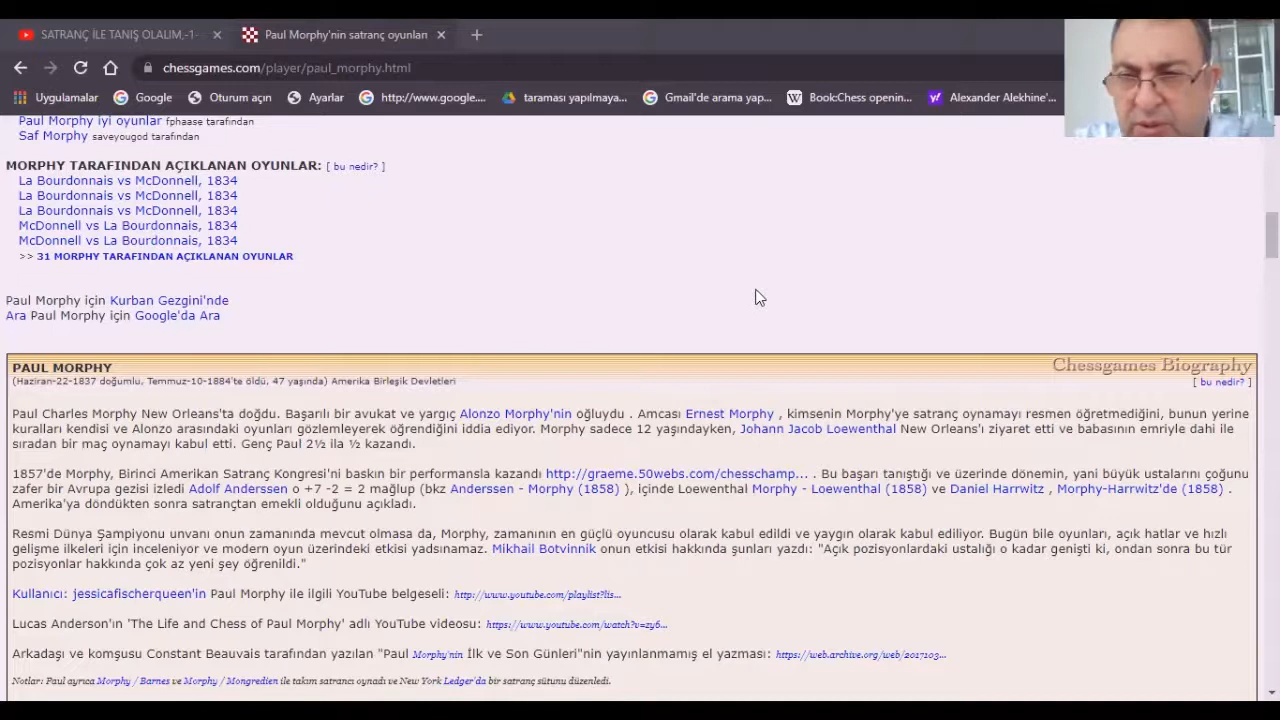 SATRANÇ İLE TANIŞ OLALIM,-1-
Paul Morphy'nin satranç oyunları
chessgames.com/player/paul_morphy.html
Uygulamalar Google Oturum açın Ayarlar http://www.google.... taraması yapılmaya... Gmail'de arama yap... Book:Chess openin... Alexander Alekhine'...
Paul Morphy iyi oyunlar fphaase tarafından
Saf Morphy saveyougod tarafından
MORPHY TARAFINDAN AÇIKLANAN OYUNLAR: [ bu nedir? ]
La Bourdonnais vs McDonnell, 1834
La Bourdonnais vs McDonnell, 1834
La Bourdonnais vs McDonnell, 1834
McDonnell vs La Bourdonnais, 1834
McDonnell vs La Bourdonnais, 1834
>> 31 MORPHY TARAFINDAN AÇIKLANAN OYUNLAR
Paul Morphy için Kurban Gezgini'nde
Ara Paul Morphy için Google'da Ara
PAUL MORPHY
Chessgames Biography
(Haziran-22-1837 doğumlu, Temmuz-10-1884'te öldü, 47 yaşında) Amerika Birleşik Devletleri
[ bu nedir? ]
Paul Charles Morphy New Orleans'ta doğdu. Başarılı bir avukat ve yargıç Alonzo Morphy'nin oğluydu . Amcası Ernest Morphy , kimsenin Morphy'ye satranç oynamayı resmen öğretmediğini, bunun yerine
kuralları kendisi ve Alonzo arasındaki oyunları gözlemleyerek öğrendiğini iddia ediyor. Morphy sadece 12 yaşındayken, Johann Jacob Loewenthal New Orleans'ı ziyaret etti ve babasının emriyle dahi ile
sıradan bir maç oynamayı kabul etti. Genç Paul 2½ ila ½ kazandı.
1857'de Morphy, Birinci Amerikan Satranç Kongresi'ni baskın bir performansla kazandı http://graeme.50webs.com/chesschamp... . Bu başarı tanıştığı ve üzerinde dönemin, yani büyük ustalarını çoğunu
zafer bir Avrupa gezisi izledi Adolf Anderssen o +7 -2 = 2 mağlup (bkz Anderssen - Morphy (1858) ), içinde Loewenthal Morphy - Loewenthal (1858) ve Daniel Harrwitz , Morphy-Harrwitz'de (1858) .
Amerika'ya döndükten sonra satrançtan emekli olduğunu açıkladı.
Resmi Dünya Şampiyonu unvanı onun zamanında mevcut olmasa da, Morphy, zamanının en güçlü oyuncusu olarak kabul edildi ve yaygın olarak kabul ediliyor. Bugün bile oyunları, açık hatlar ve hızlı
gelişme ilkeleri için inceleniyor ve modern oyun üzerindeki etkisi yadsınamaz. Mikhail Botvinnik onun etkisi hakkında şunları yazdı: "Açık pozisyonlardaki ustalığı o kadar genişti ki, ondan sonra bu tür
pozisyonlar hakkında çok az yeni şey öğrenildi."
Kullanıcı: jessicafischerqueen'in Paul Morphy ile ilgili YouTube belgeseli: http://www.youtube.com/playlist?lis...
Lucas Anderson'ın 'The Life and Chess of Paul Morphy' adlı YouTube videosu: https://www.youtube.com/watch?v=zy6...
Arkadaşı ve komşusu Constant Beauvais tarafından yazılan "Paul Morphy'nin İlk ve Son Günleri"nin yayınlanmamış el yazması: https://web.archive.org/web/2017103...
Notlar: Paul ayrıca Morphy / Barnes ve Morphy / Mongredien ile takım satrancı oynadı ve New York Ledger'da bir satranç sütunu düzenledi.